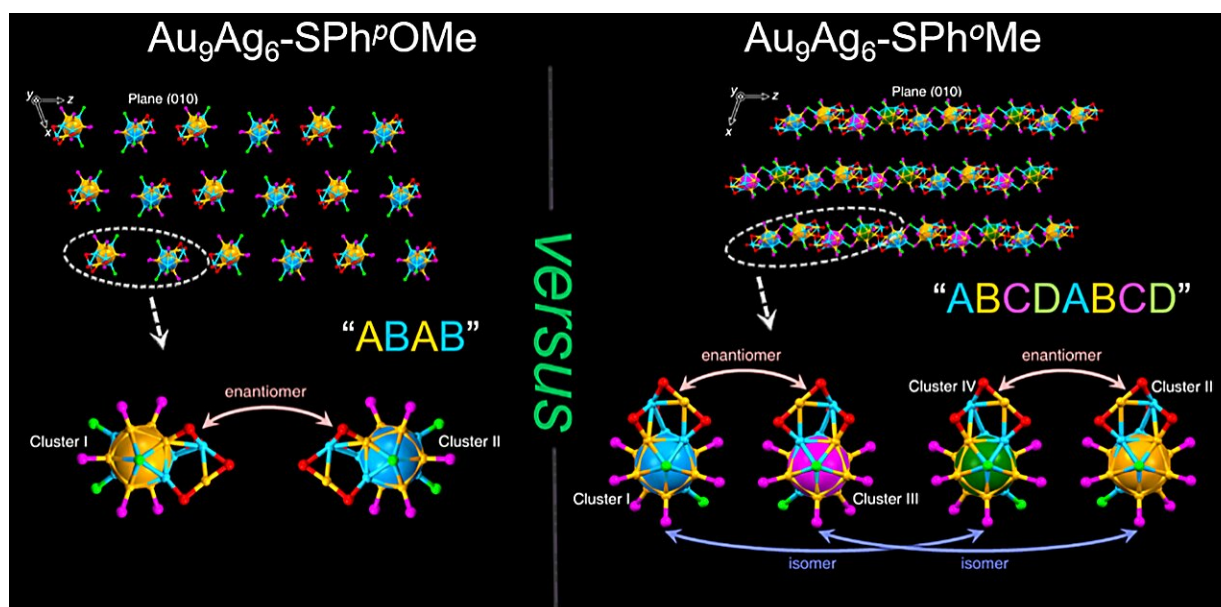 Au₉Ag₆-SPhᵖOMe
y
z
x
Plane (010)
“ABAB”
enantiomer
Cluster I
Cluster II
versus
Au₉Ag₆-SPhᵒMe
y
z
x
Plane (010)
“ABCDABCD”
enantiomer
enantiomer
Cluster IV
Cluster II
Cluster I
Cluster III
isomer
isomer